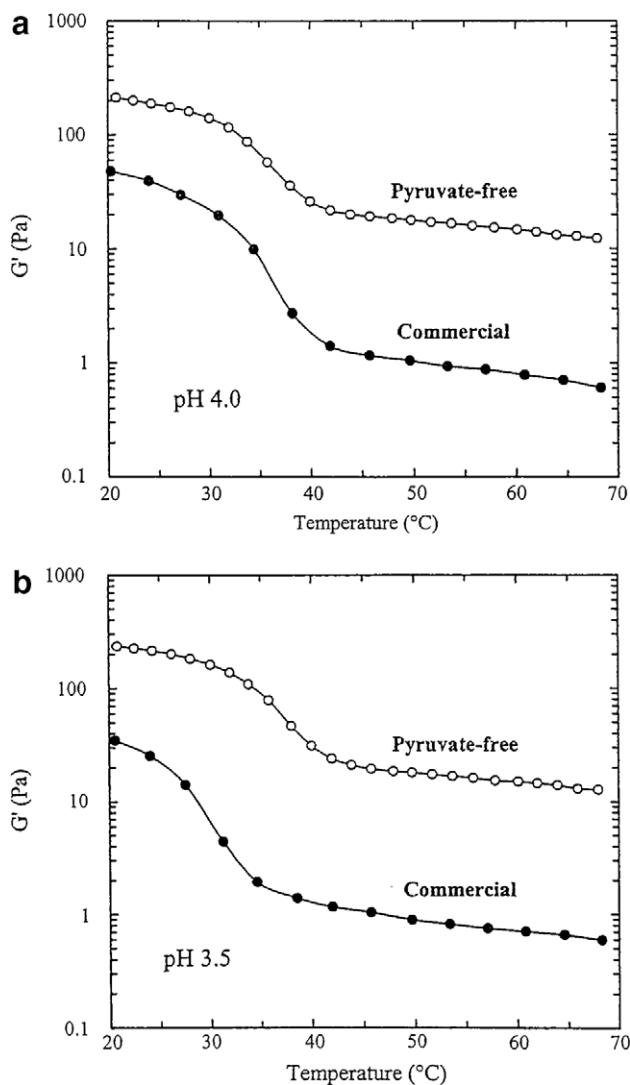 a
1000
100
10
1
0.1
G' (Pa)
Pyruvate-free
Commercial
pH 4.0
20 30 40 50 60 70
Temperature (°C)
b
1000
100
10
1
0.1
G' (Pa)
Pyruvate-free
Commercial
pH 3.5
20 30 40 50 60 70
Temperature (°C)